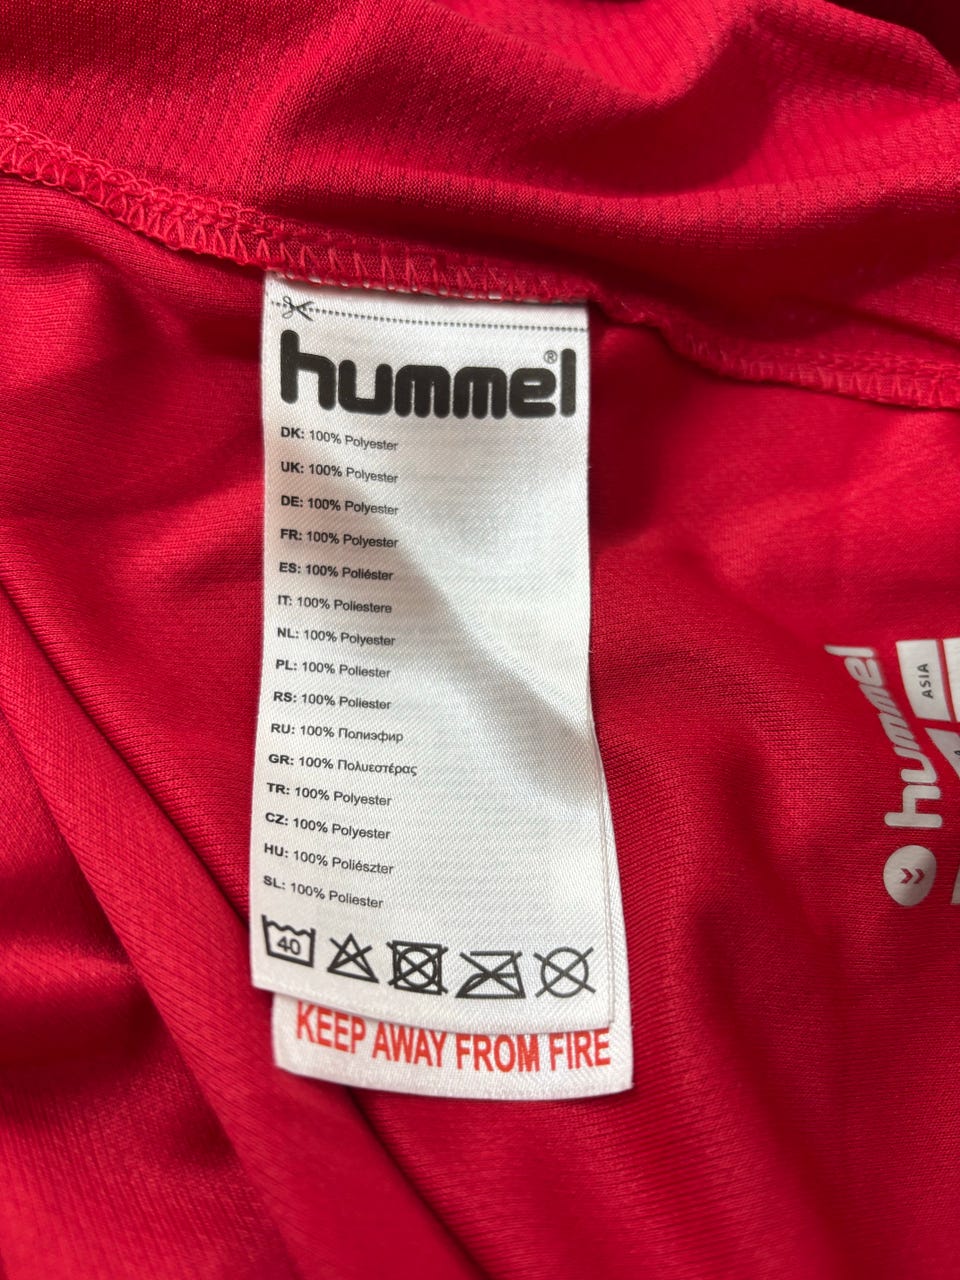 hummel®
DK: 100% Polyester
UK: 100% Polyester
DE: 100% Polyester
FR: 100% Polyester
ES: 100% Poliéster
IT: 100% Poliestere
NL: 100% Polyester
PL: 100% Poliester
RS: 100% Poliester
RU: 100% Полиэфир
GR: 100% Πολυεστέρας
TR: 100% Polyester
CZ: 100% Polyester
HU: 100% Poliészter
SL: 100% Poliester
40
KEEP AWAY FROM FIRE
hummel
ASIA